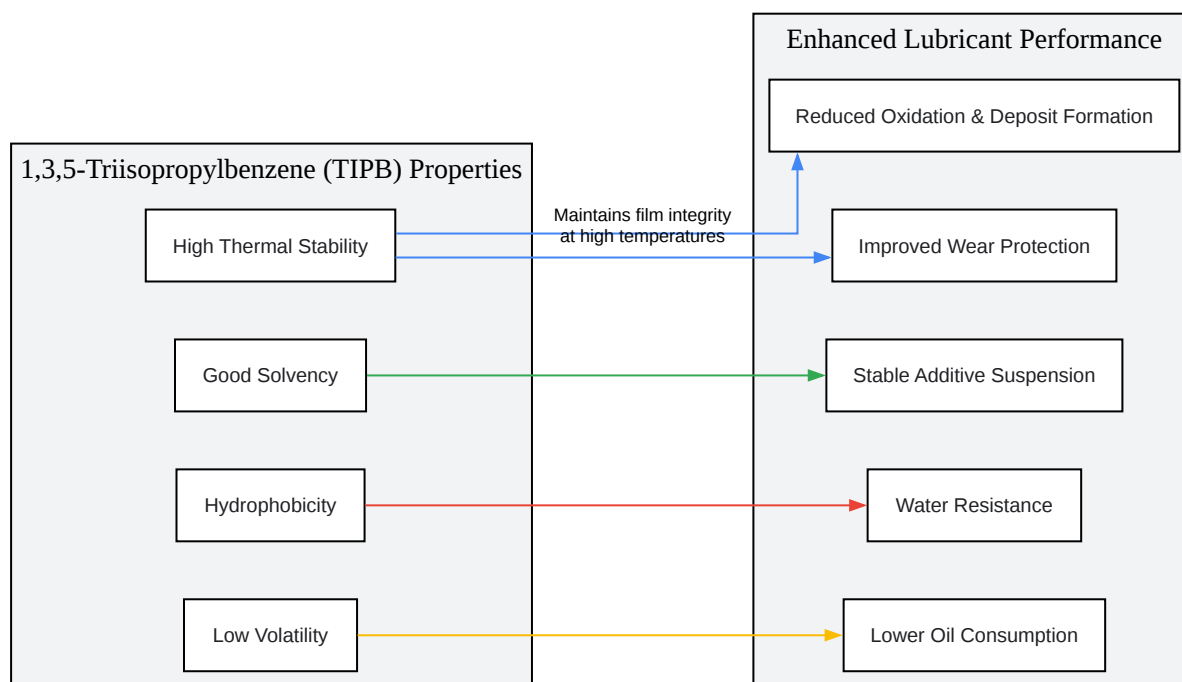 Enhanced Lubricant Performance
Reduced Oxidation & Deposit Formation
1,3,5-Triisopropylbenzene (TIPB) Properties
High Thermal Stability
Maintains film integrity
at high temperatures
Improved Wear Protection
Good Solvency
Stable Additive Suspension
Hydrophobicity
Water Resistance
Low Volatility
Lower Oil Consumption